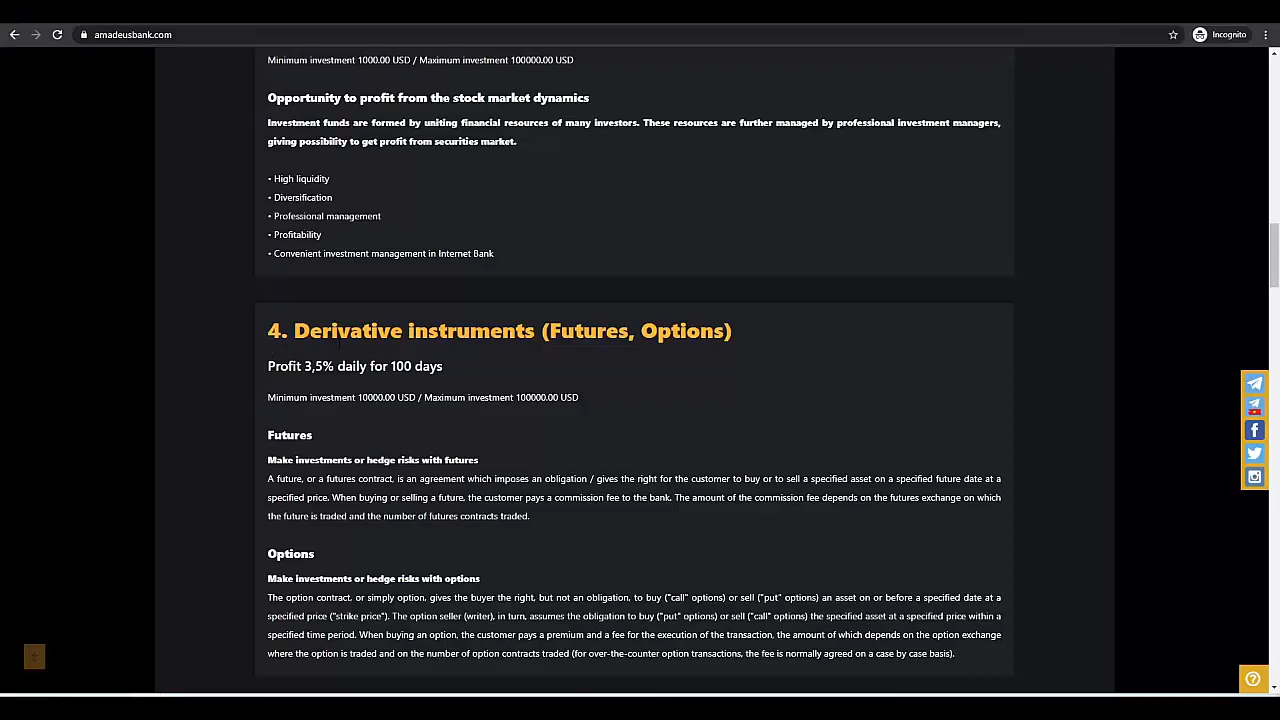 amadeusbank.com
Incognito
Minimum investment 1000.00 USD / Maximum investment 100000.00 USD
Opportunity to profit from the stock market dynamics
Investment funds are formed by uniting financial resources of many investors. These resources are further managed by professional investment managers,
giving possibility to get profit from securities market.
• High liquidity
• Diversification
• Professional management
• Profitability
• Convenient investment management in Internet Bank
4. Derivative instruments (Futures, Options)
Profit 3,5% daily for 100 days
Minimum investment 10000.00 USD / Maximum investment 100000.00 USD
Futures
Make investments or hedge risks with futures
A future, or a futures contract, is an agreement which imposes an obligation / gives the right for the customer to buy or to sell a specified asset on a specified future date at a
specified price. When buying or selling a future, the customer pays a commission fee to the bank. The amount of the commission fee depends on the futures exchange on which
the future is traded and the number of futures contracts traded.
Options
Make investments or hedge risks with options
The option contract, or simply option, gives the buyer the right, but not an obligation, to buy ("call" options) or sell ("put" options) an asset on or before a specified date at a
specified price ("strike price"). The option seller (writer), in turn, assumes the obligation to buy ("put" options) or sell ("call" options) the specified asset at a specified price within a
specified time period. When buying an option, the customer pays a premium and a fee for the execution of the transaction, the amount of which depends on the option exchange
where the option is traded and on the number of option contracts traded (for over-the-counter option transactions, the fee is normally agreed on a case by case basis).